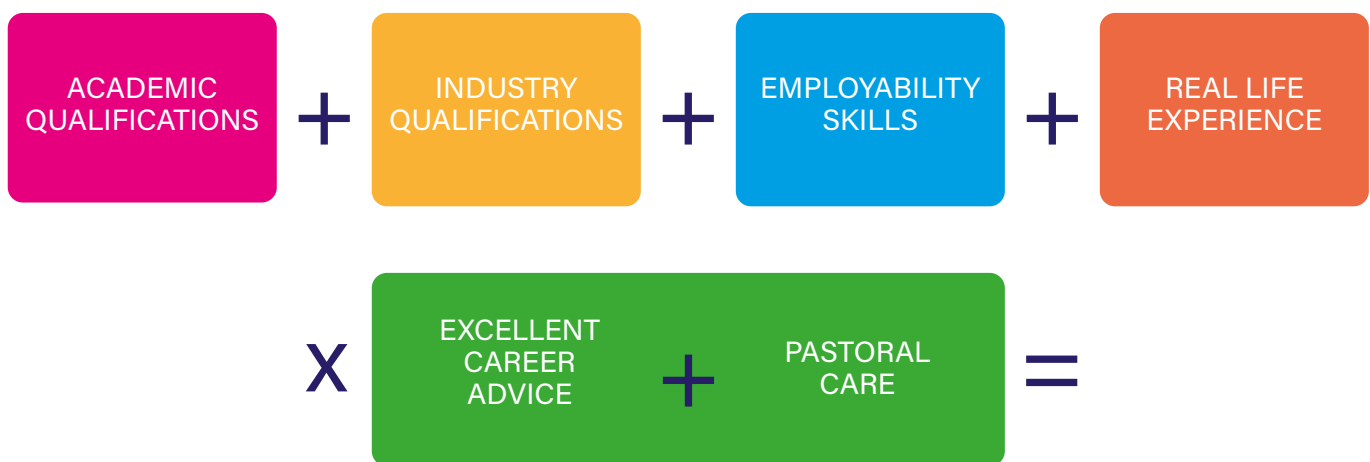 ACADEMIC
QUALIFICATIONS
+
INDUSTRY
QUALIFICATIONS
+
EMPLOYABILITY
SKILLS
+
REAL LIFE
EXPERIENCE
x
EXCELLENT
CAREER
ADVICE
+
PASTORAL
CARE
=